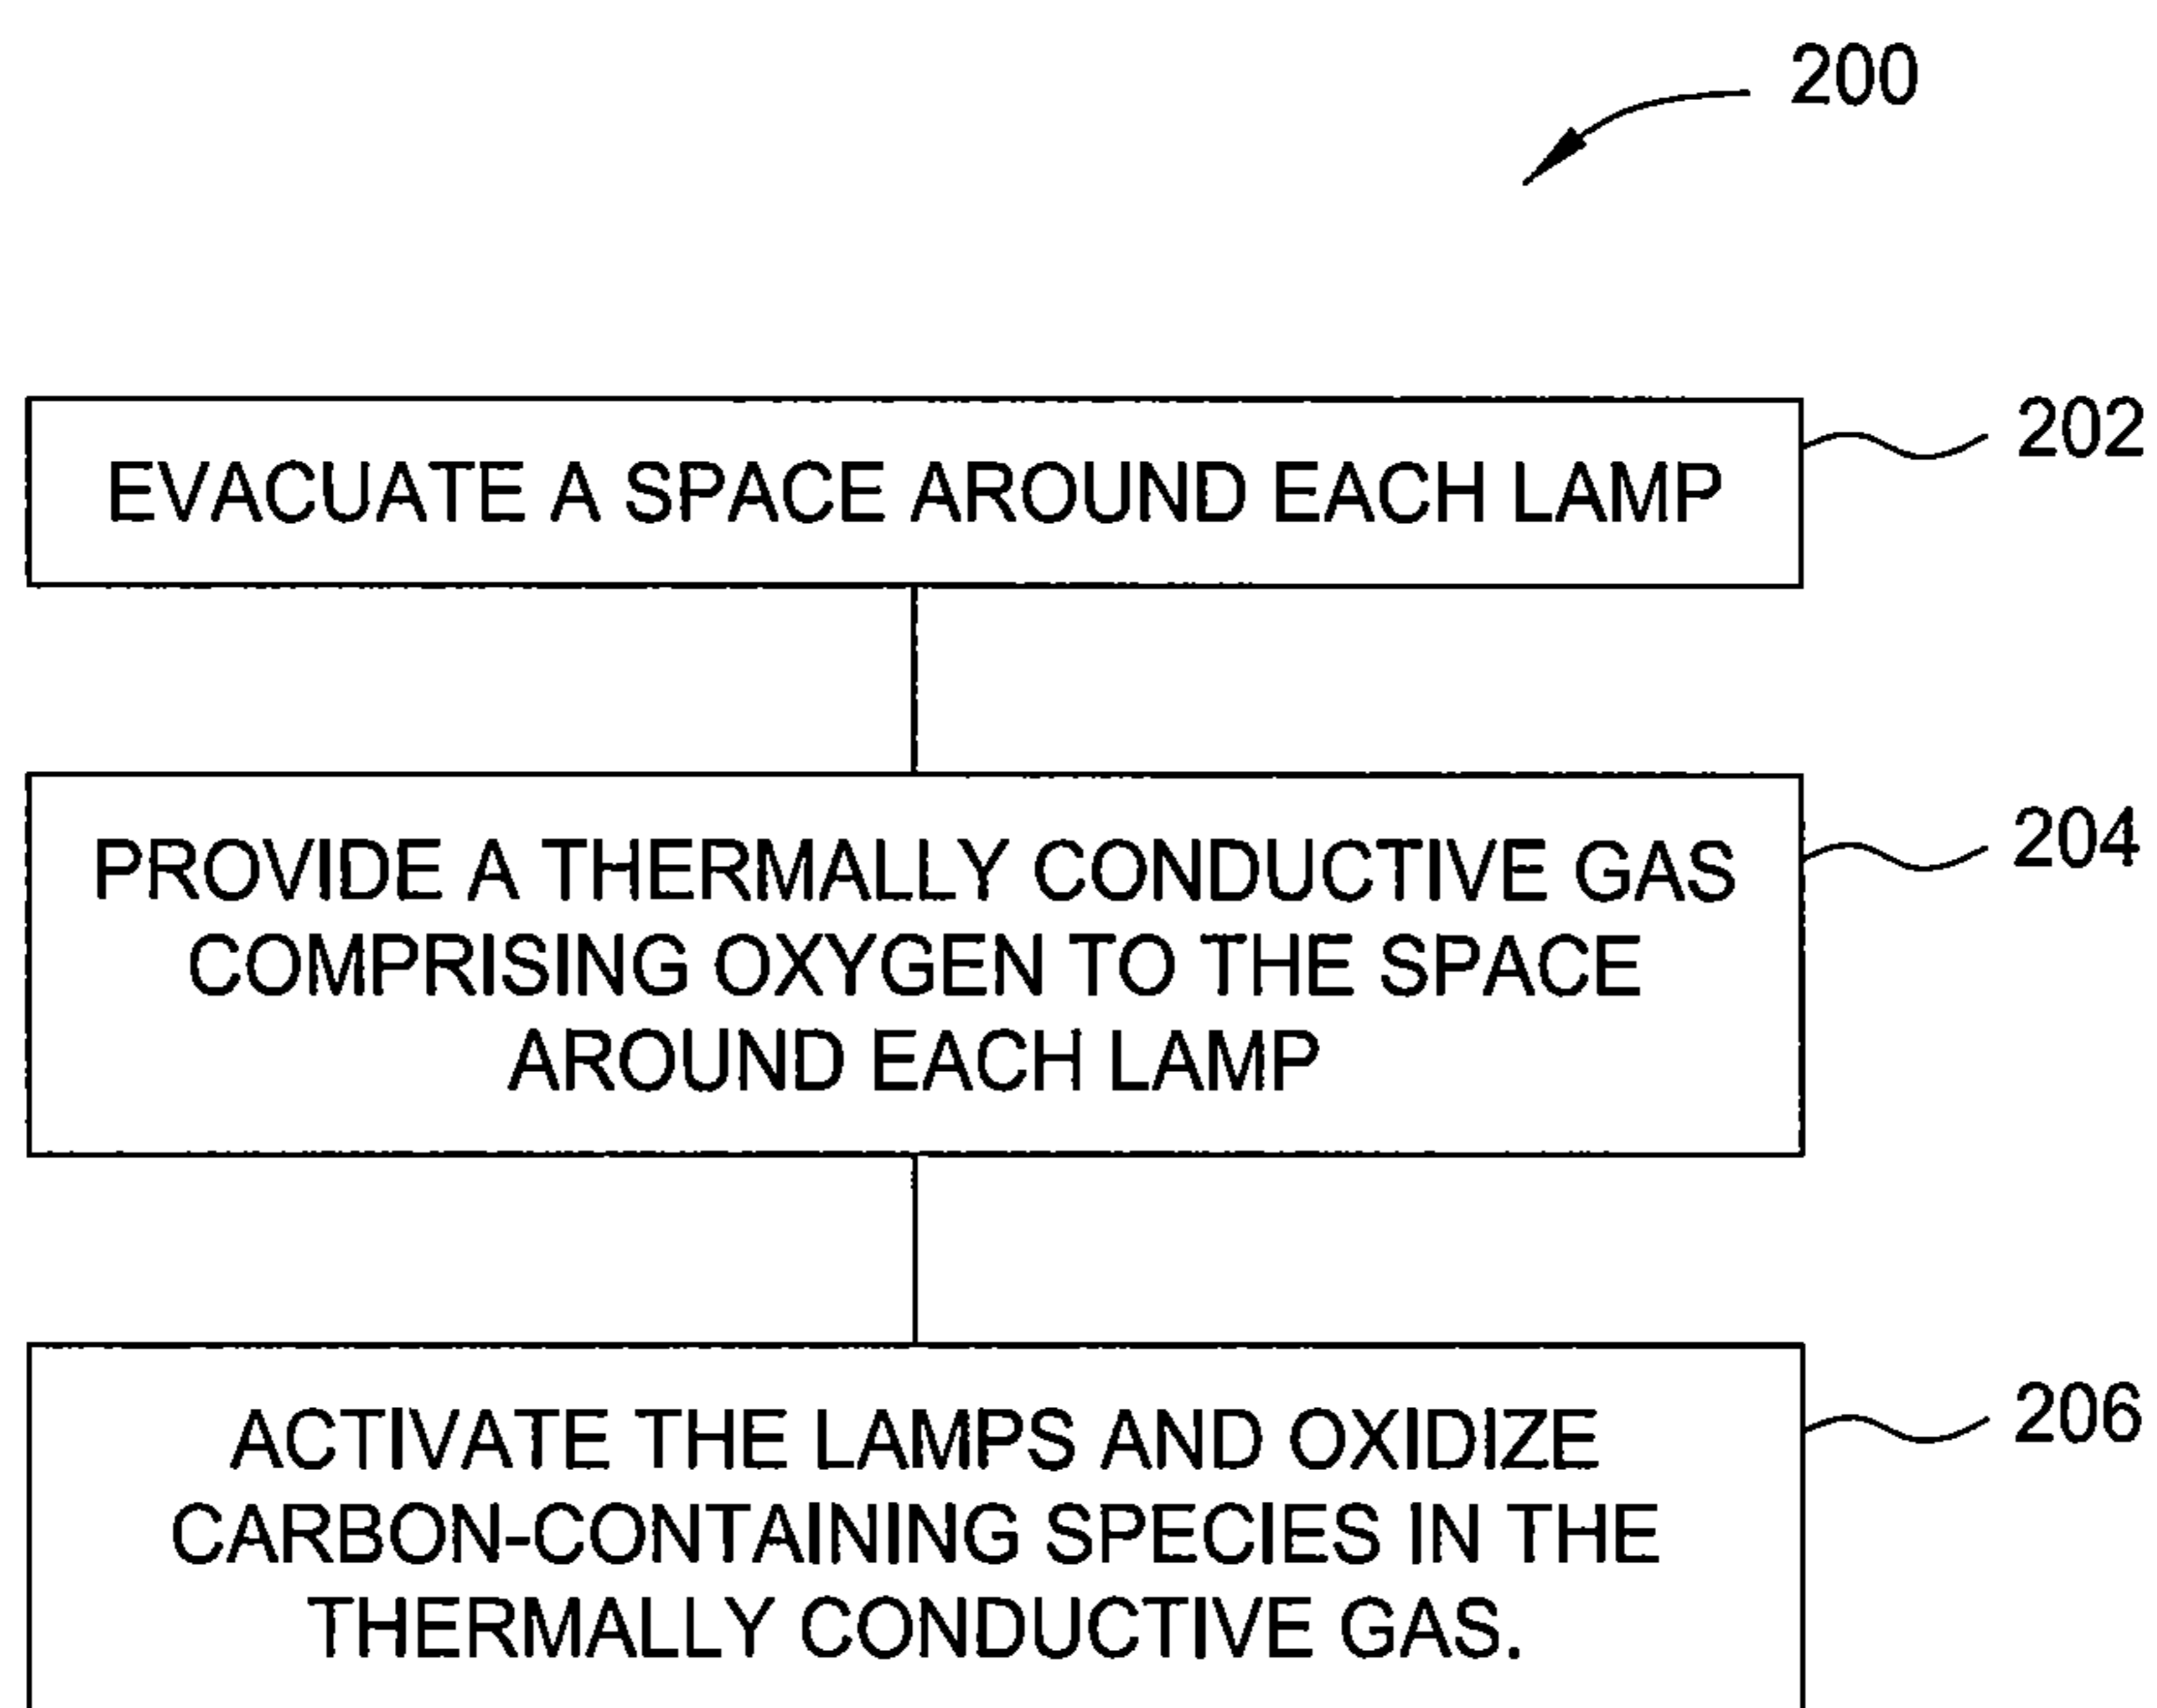 200
EVACUATE A SPACE AROUND EACH LAMP
202
PROVIDE A THERMALLY CONDUCTIVE GAS
COMPRISING OXYGEN TO THE SPACE
AROUND EACH LAMP
204
ACTIVATE THE LAMPS AND OXIDIZE
CARBON-CONTAINING SPECIES IN THE
THERMALLY CONDUCTIVE GAS.
206